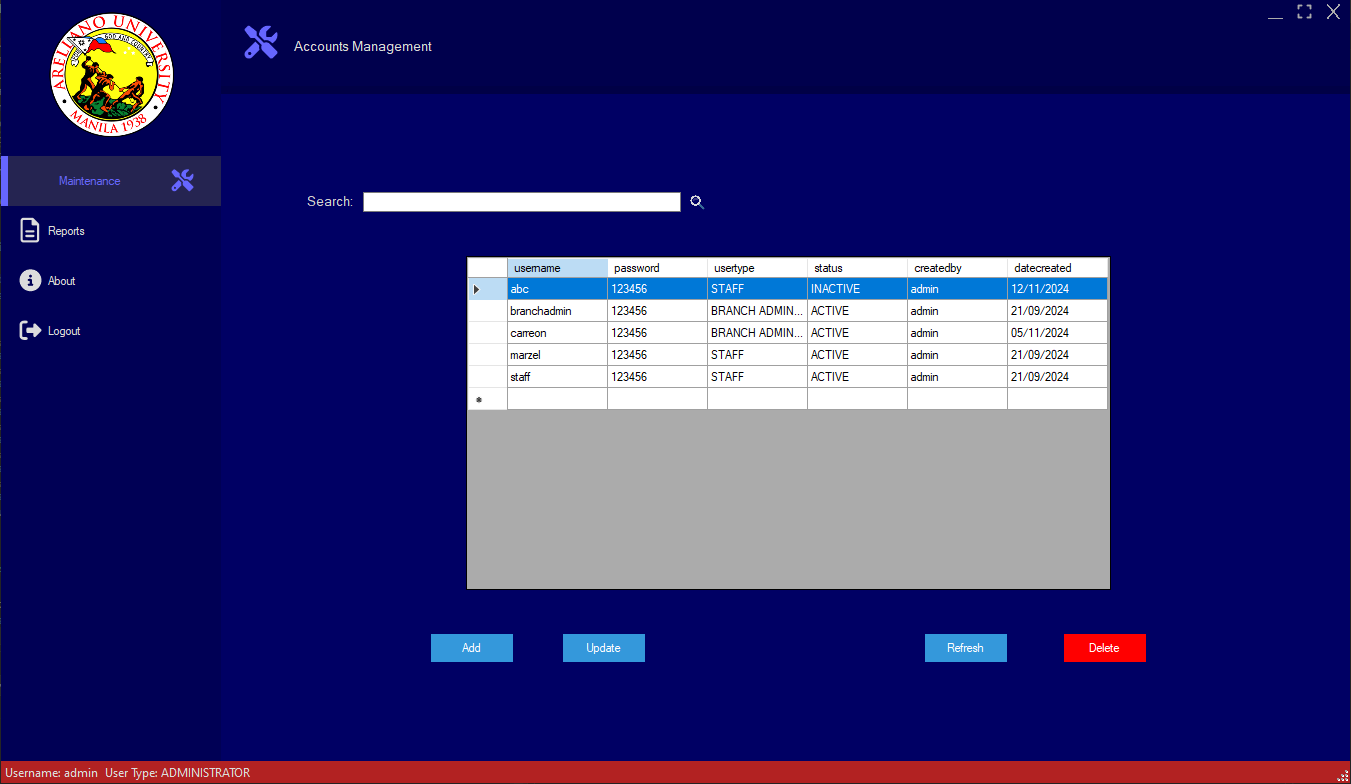 ARELLANO UNIVERSITY
MANILA 1938
Accounts Management
Maintenance
Reports
About
Logout
Search:
username password usertype status createdby datecreated
abc 123456 STAFF INACTIVE admin 12/11/2024
branchadmin 123456 BRANCH ADMIN... ACTIVE admin 21/09/2024
carreon 123456 BRANCH ADMIN... ACTIVE admin 05/11/2024
marzel 123456 STAFF ACTIVE admin 21/09/2024
staff 123456 STAFF ACTIVE admin 21/09/2024
Add Update Refresh Delete
Username: admin User Type: ADMINISTRATOR